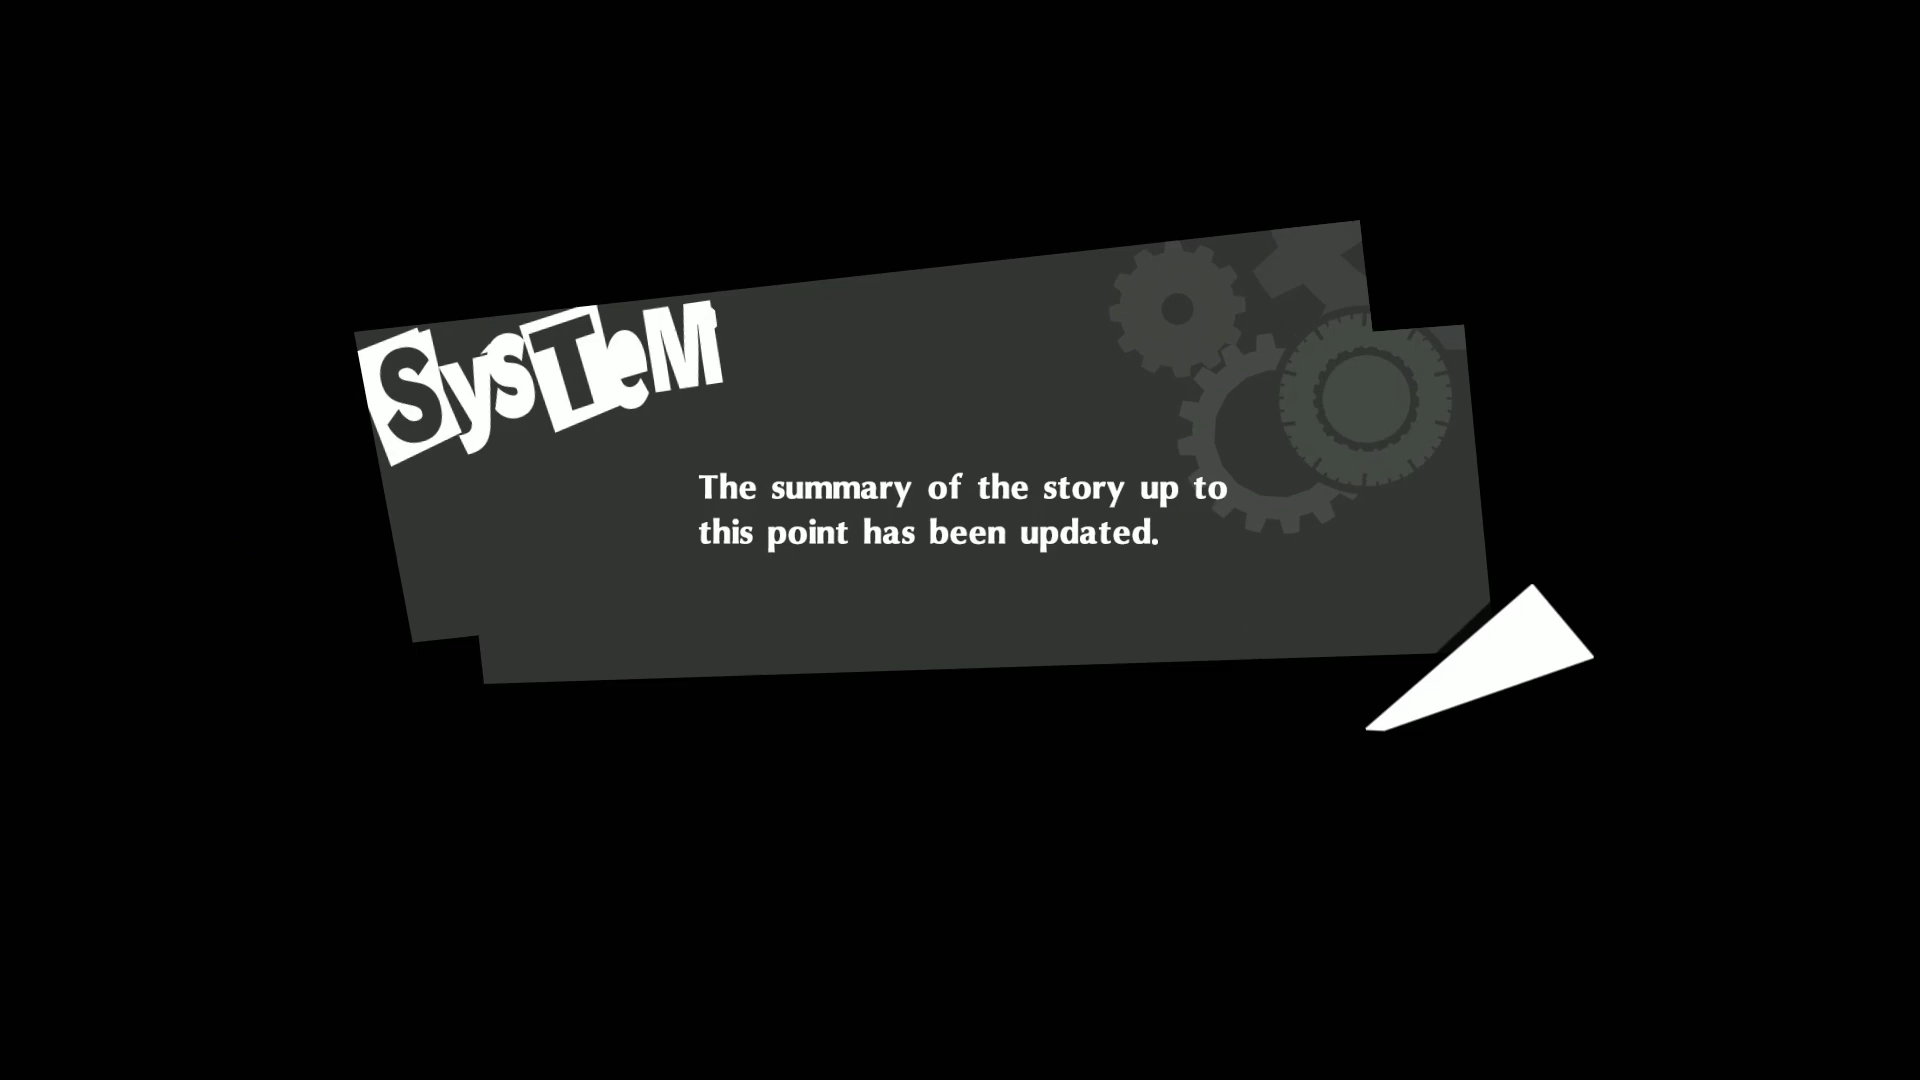 SysTeM
The summary of the story up to
this point has been updated.